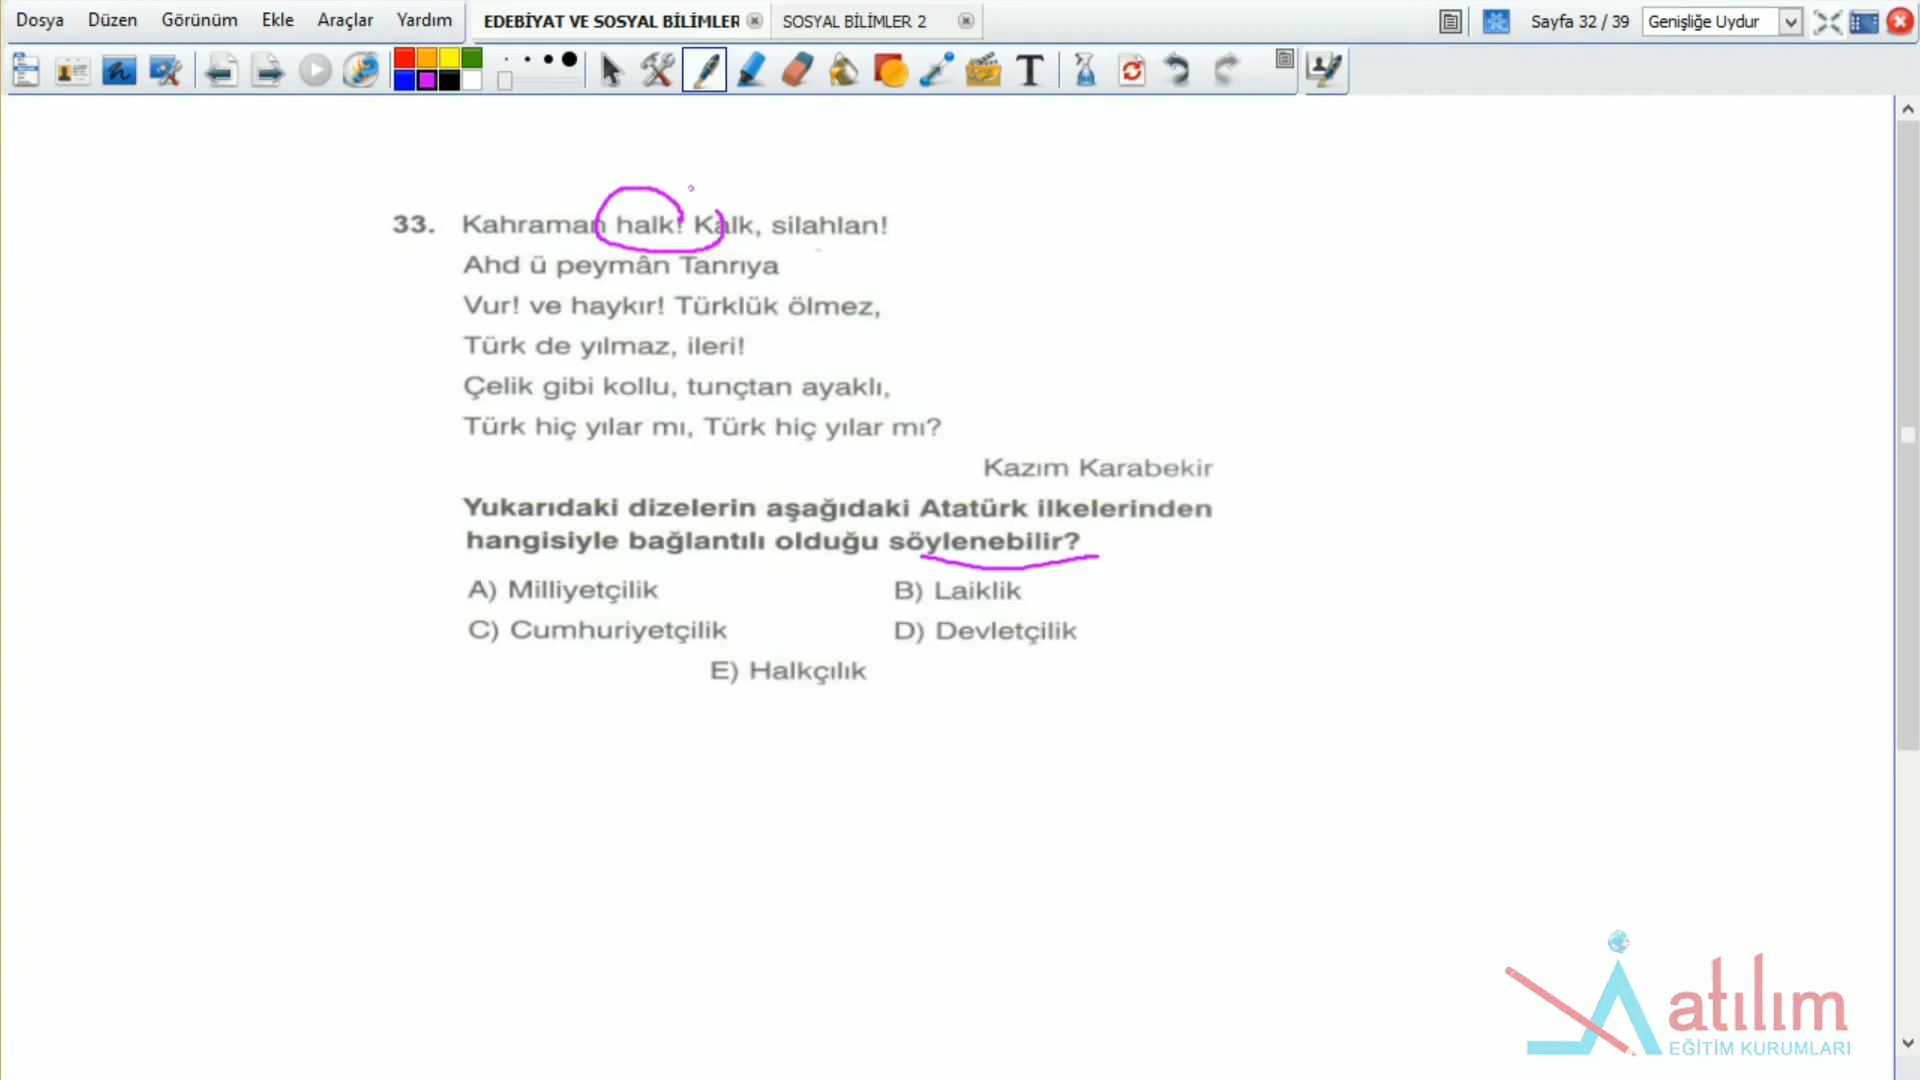 Dosya Düzen Görünüm Ekle Araçlar Yardım EDEBİYAT VE SOSYAL BİLİMLER SOSYAL BİLİMLER 2 Sayfa 32 / 39 Genişliğe Uydur
T
33. Kahraman halk! Kalk, silahlan!
Ahd ü peymân Tanrıya
Vur! ve haykır! Türklük ölmez,
Türk de yılmaz, ileri!
Çelik gibi kollu, tunçtan ayaklı,
Türk hiç yılar mı, Türk hiç yılar mı?
Kazım Karabekir
Yukarıdaki dizelerin aşağıdaki Atatürk ilkelerinden
hangisiyle bağlantılı olduğu söylenebilir?
A) Milliyetçilik B) Laiklik
C) Cumhuriyetçilik D) Devletçilik
E) Halkçılık
atılım
EĞİTİM KURUMLARI